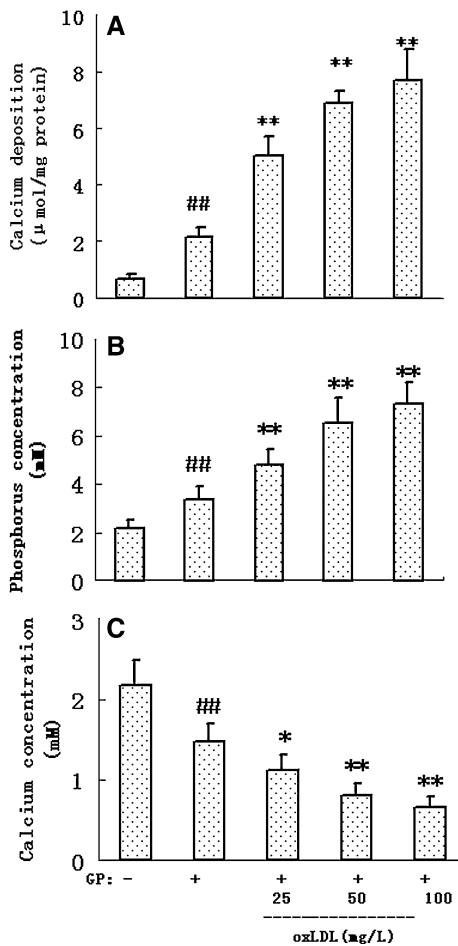 A
Calcium deposition
(μ mol/mg protein)
10
8
6
4
2
0
##
**
**
**
B
Phosphorus concentration
(mM)
10
8
6
4
2
0
##
**
**
**
C
Calcium concentration
(mM)
3
2
1
0
##
*
**
**
GP: - + + + +
25 50 100
oxLDL(mg/L)